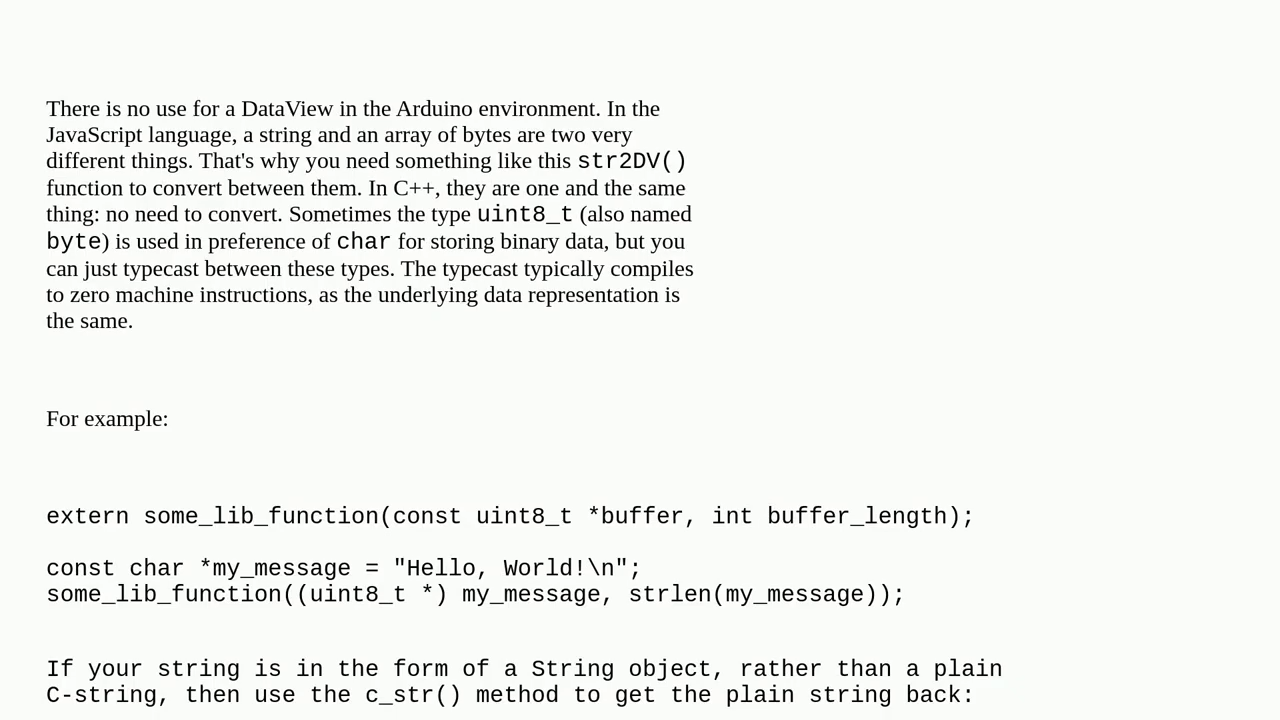 There is no use for a DataView in the Arduino environment. In the
JavaScript language, a string and an array of bytes are two very
different things. That's why you need something like this str2DV()
function to convert between them. In C++, they are one and the same
thing: no need to convert. Sometimes the type uint8_t (also named
byte) is used in preference of char for storing binary data, but you
can just typecast between these types. The typecast typically compiles
to zero machine instructions, as the underlying data representation is
the same.
For example:
extern some_lib_function(const uint8_t *buffer, int buffer_length);
const char *my_message = "Hello, World!\n";
some_lib_function((uint8_t *) my_message, strlen(my_message));
If your string is in the form of a String object, rather than a plain
C-string, then use the c_str() method to get the plain string back: